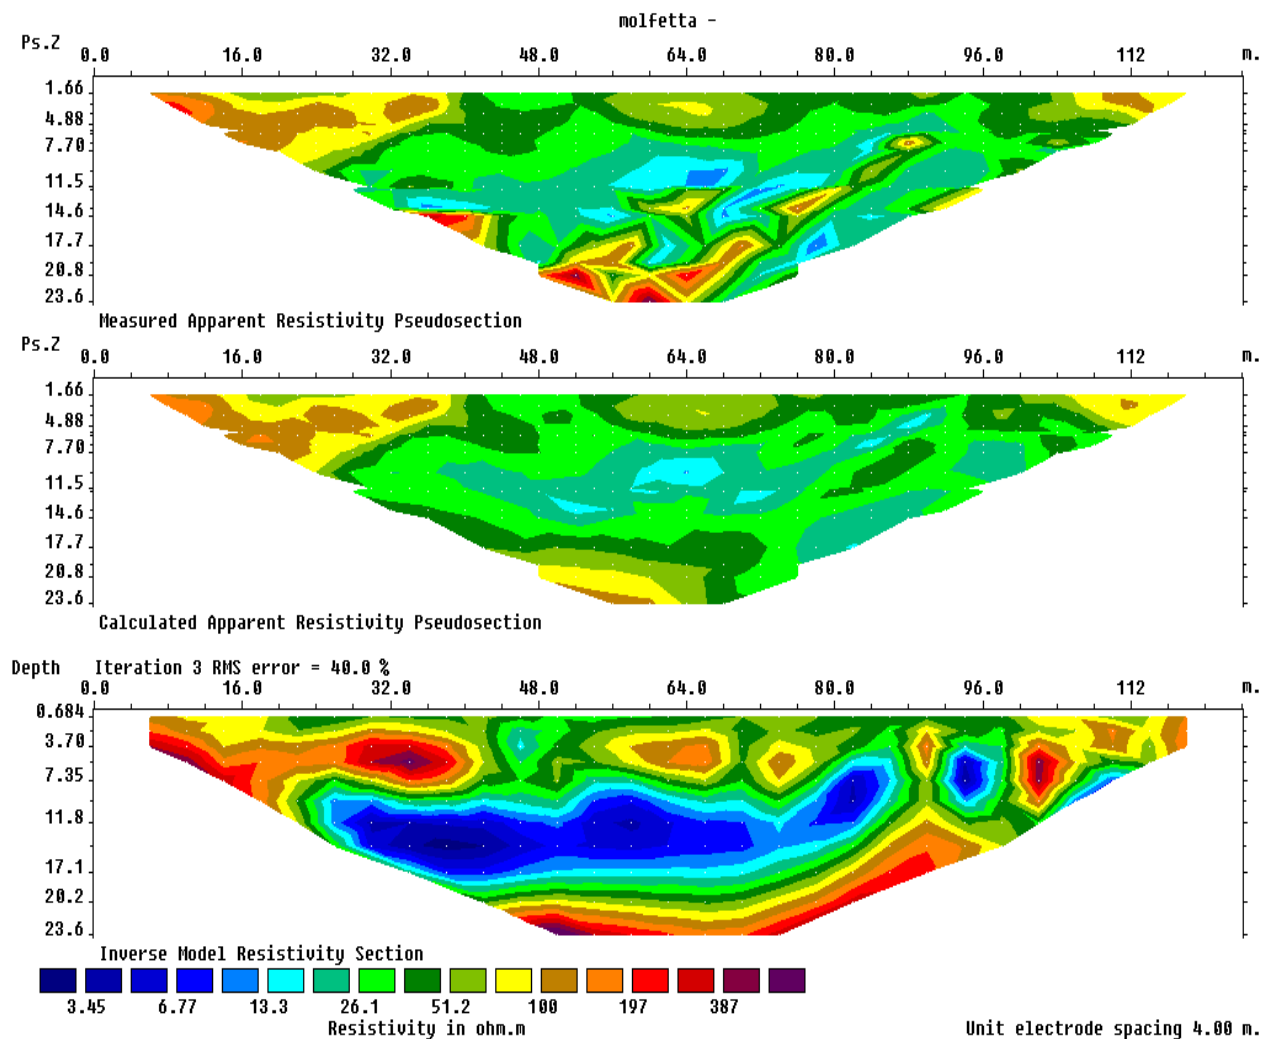 molfetta -
Ps.Z 0.0 16.0 32.0 48.0 64.0 80.0 96.0 112 m.
1.66
4.88
7.70
11.5
14.6
17.7
20.8
23.6
Measured Apparent Resistivity Pseudosection
Ps.Z 0.0 16.0 32.0 48.0 64.0 80.0 96.0 112 m.
1.66
4.88
7.70
11.5
14.6
17.7
20.8
23.6
Calculated Apparent Resistivity Pseudosection
Depth Iteration 3 RMS error = 40.0 %
0.0 16.0 32.0 48.0 64.0 80.0 96.0 112 m.
0.684
3.70
7.35
11.8
17.1
20.2
23.6
Inverse Model Resistivity Section
3.45 6.77 13.3 26.1 51.2 100 197 387
Resistivity in ohm.m
Unit electrode spacing 4.00 m.